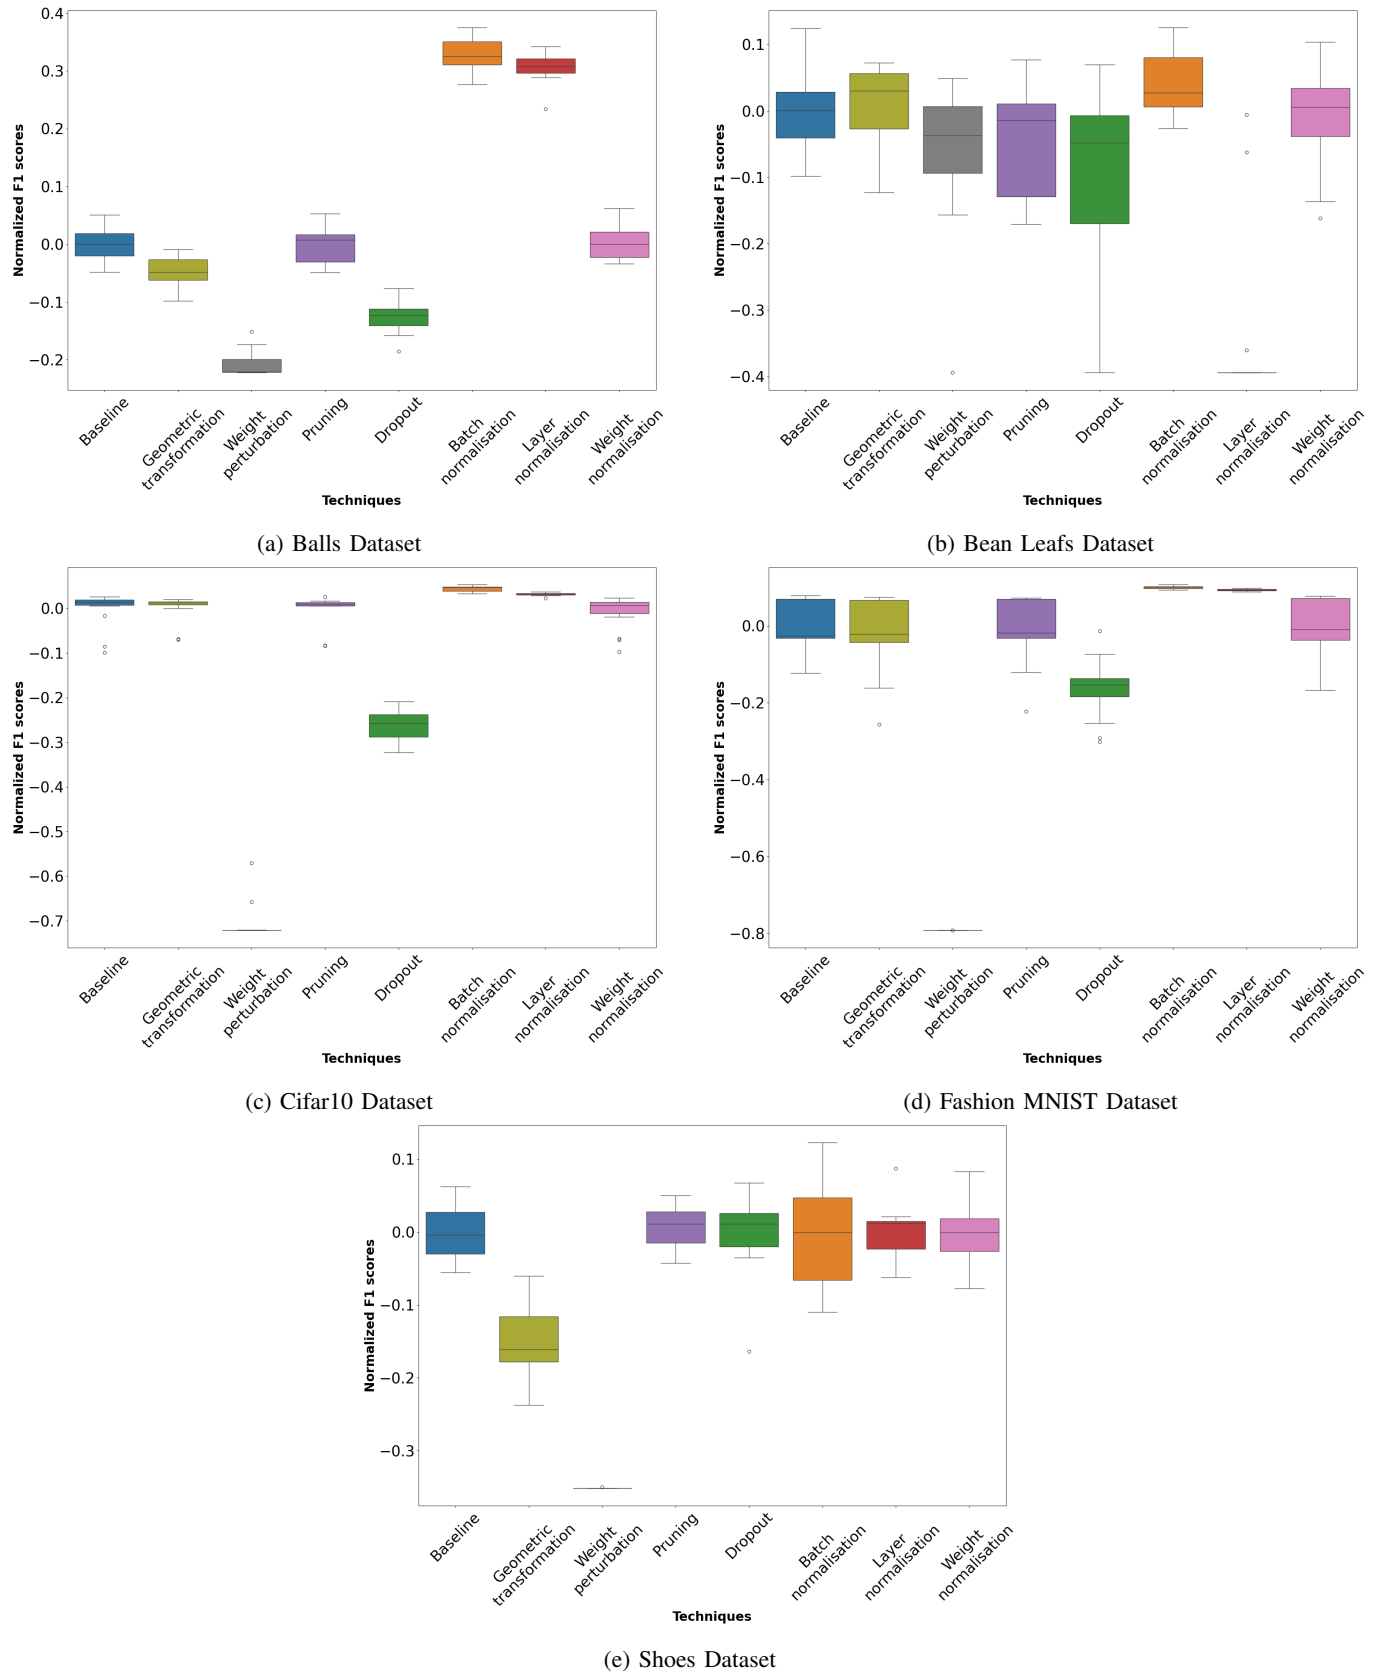 0.4
0.3
0.2
0.1
0.0
−0.1
−0.2
Normalized F1 scores
Baseline
Geometric
transformation
Weight
perturbation
Pruning
Dropout
Batch
normalisation
Layer
normalisation
Weight
normalisation
Techniques
(a) Balls Dataset
0.1
0.0
−0.1
−0.2
−0.3
−0.4
Normalized F1 scores
Baseline
Geometric
transformation
Weight
perturbation
Pruning
Dropout
Batch
normalisation
Layer
normalisation
Weight
normalisation
Techniques
(b) Bean Leafs Dataset
0.0
−0.1
−0.2
−0.3
−0.4
−0.5
−0.6
−0.7
Normalized F1 scores
Baseline
Geometric
transformation
Weight
perturbation
Pruning
Dropout
Batch
normalisation
Layer
normalisation
Weight
normalisation
Techniques
(c) Cifar10 Dataset
0.0
−0.2
−0.4
−0.6
−0.8
Normalized F1 scores
Baseline
Geometric
transformation
Weight
perturbation
Pruning
Dropout
Batch
normalisation
Layer
normalisation
Weight
normalisation
Techniques
(d) Fashion MNIST Dataset
0.1
0.0
−0.1
−0.2
−0.3
Normalized F1 scores
Baseline
Geometric
transformation
Weight
perturbation
Pruning
Dropout
Batch
normalisation
Layer
normalisation
Weight
normalisation
Techniques
(e) Shoes Dataset